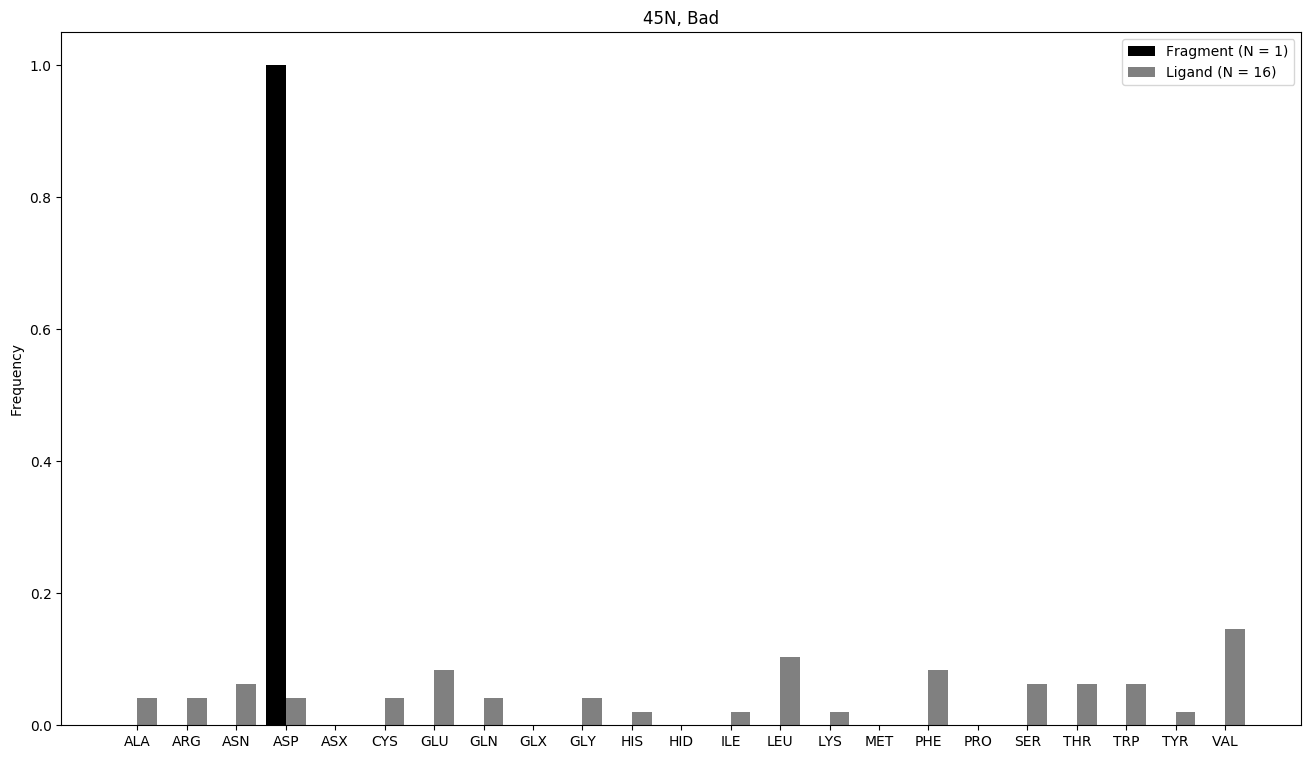 45N, Bad
Fragment (N = 1)
Ligand (N = 16)
Frequency
1.0
0.8
0.6
0.4
0.2
0.0
ALA ARG ASN ASP ASX CYS GLU GLN GLX GLY HIS HID ILE LEU LYS MET PHE PRO SER THR TRP TYR VAL